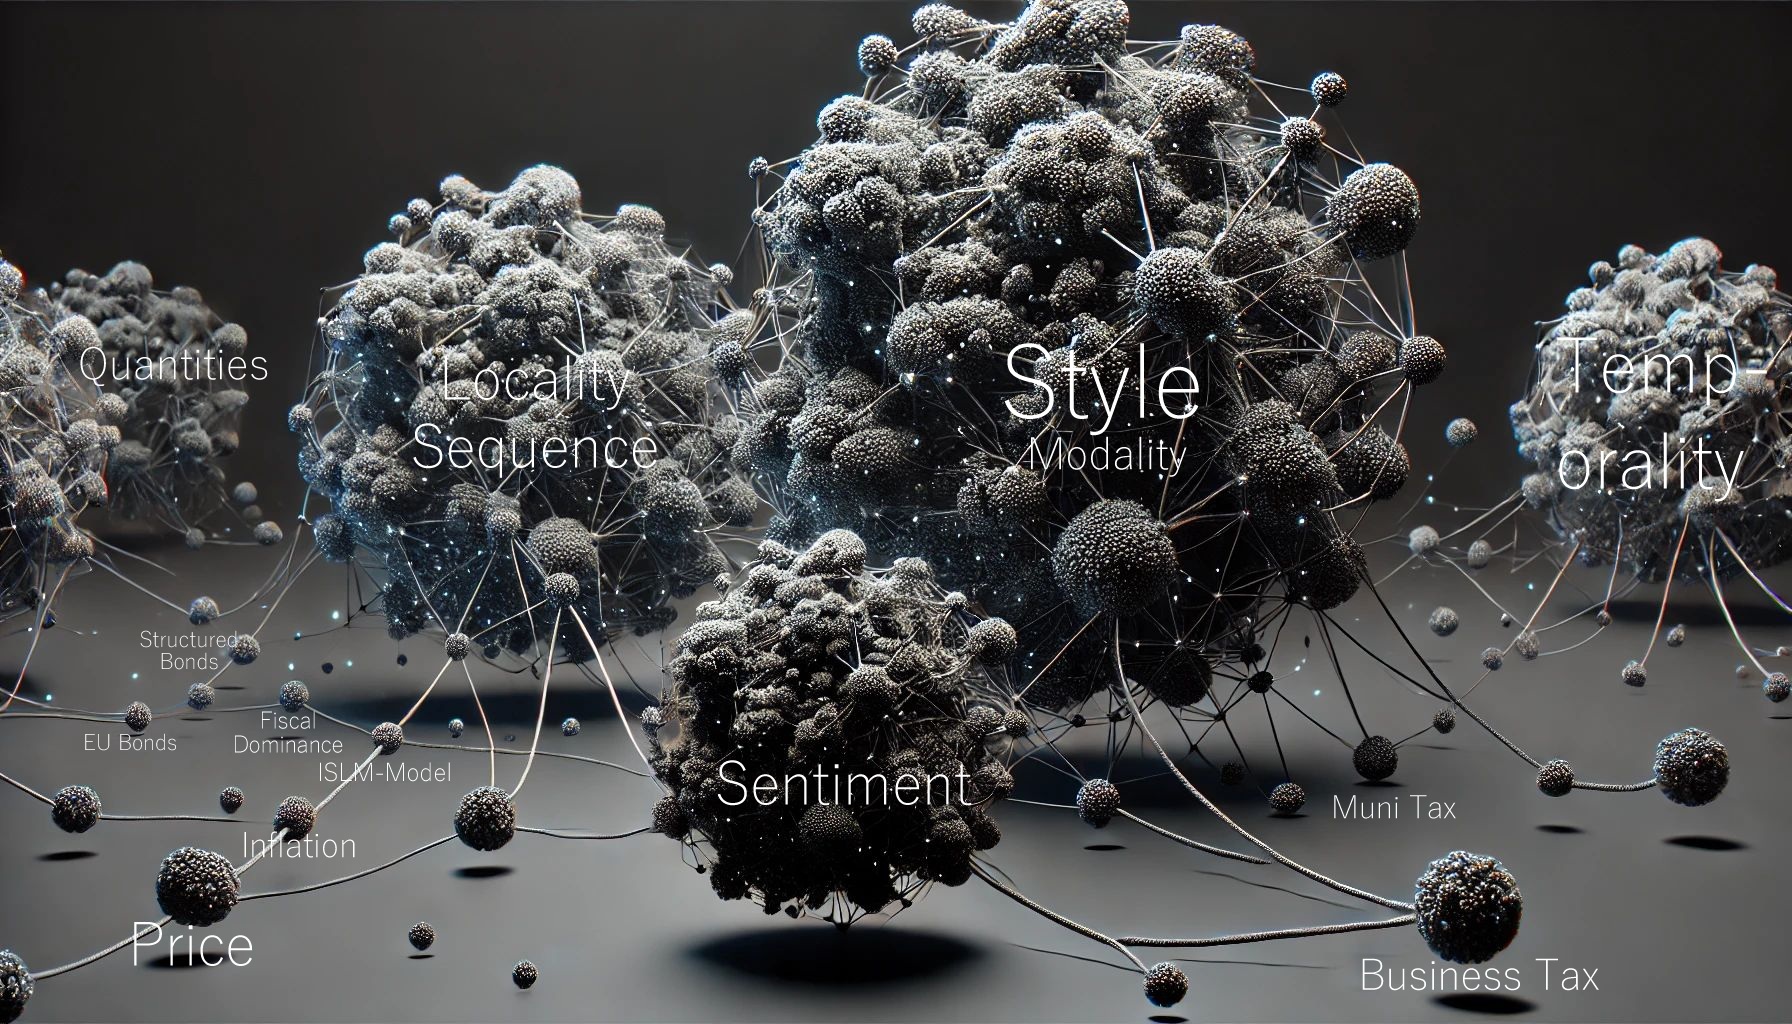 Quantities
Locality
Sequence
Style
Modality
Temp-
orality
Structured
Bonds
EU Bonds
Fiscal
Dominance
ISLM-Model
Inflation
Price
Sentiment
Muni Tax
Business Tax